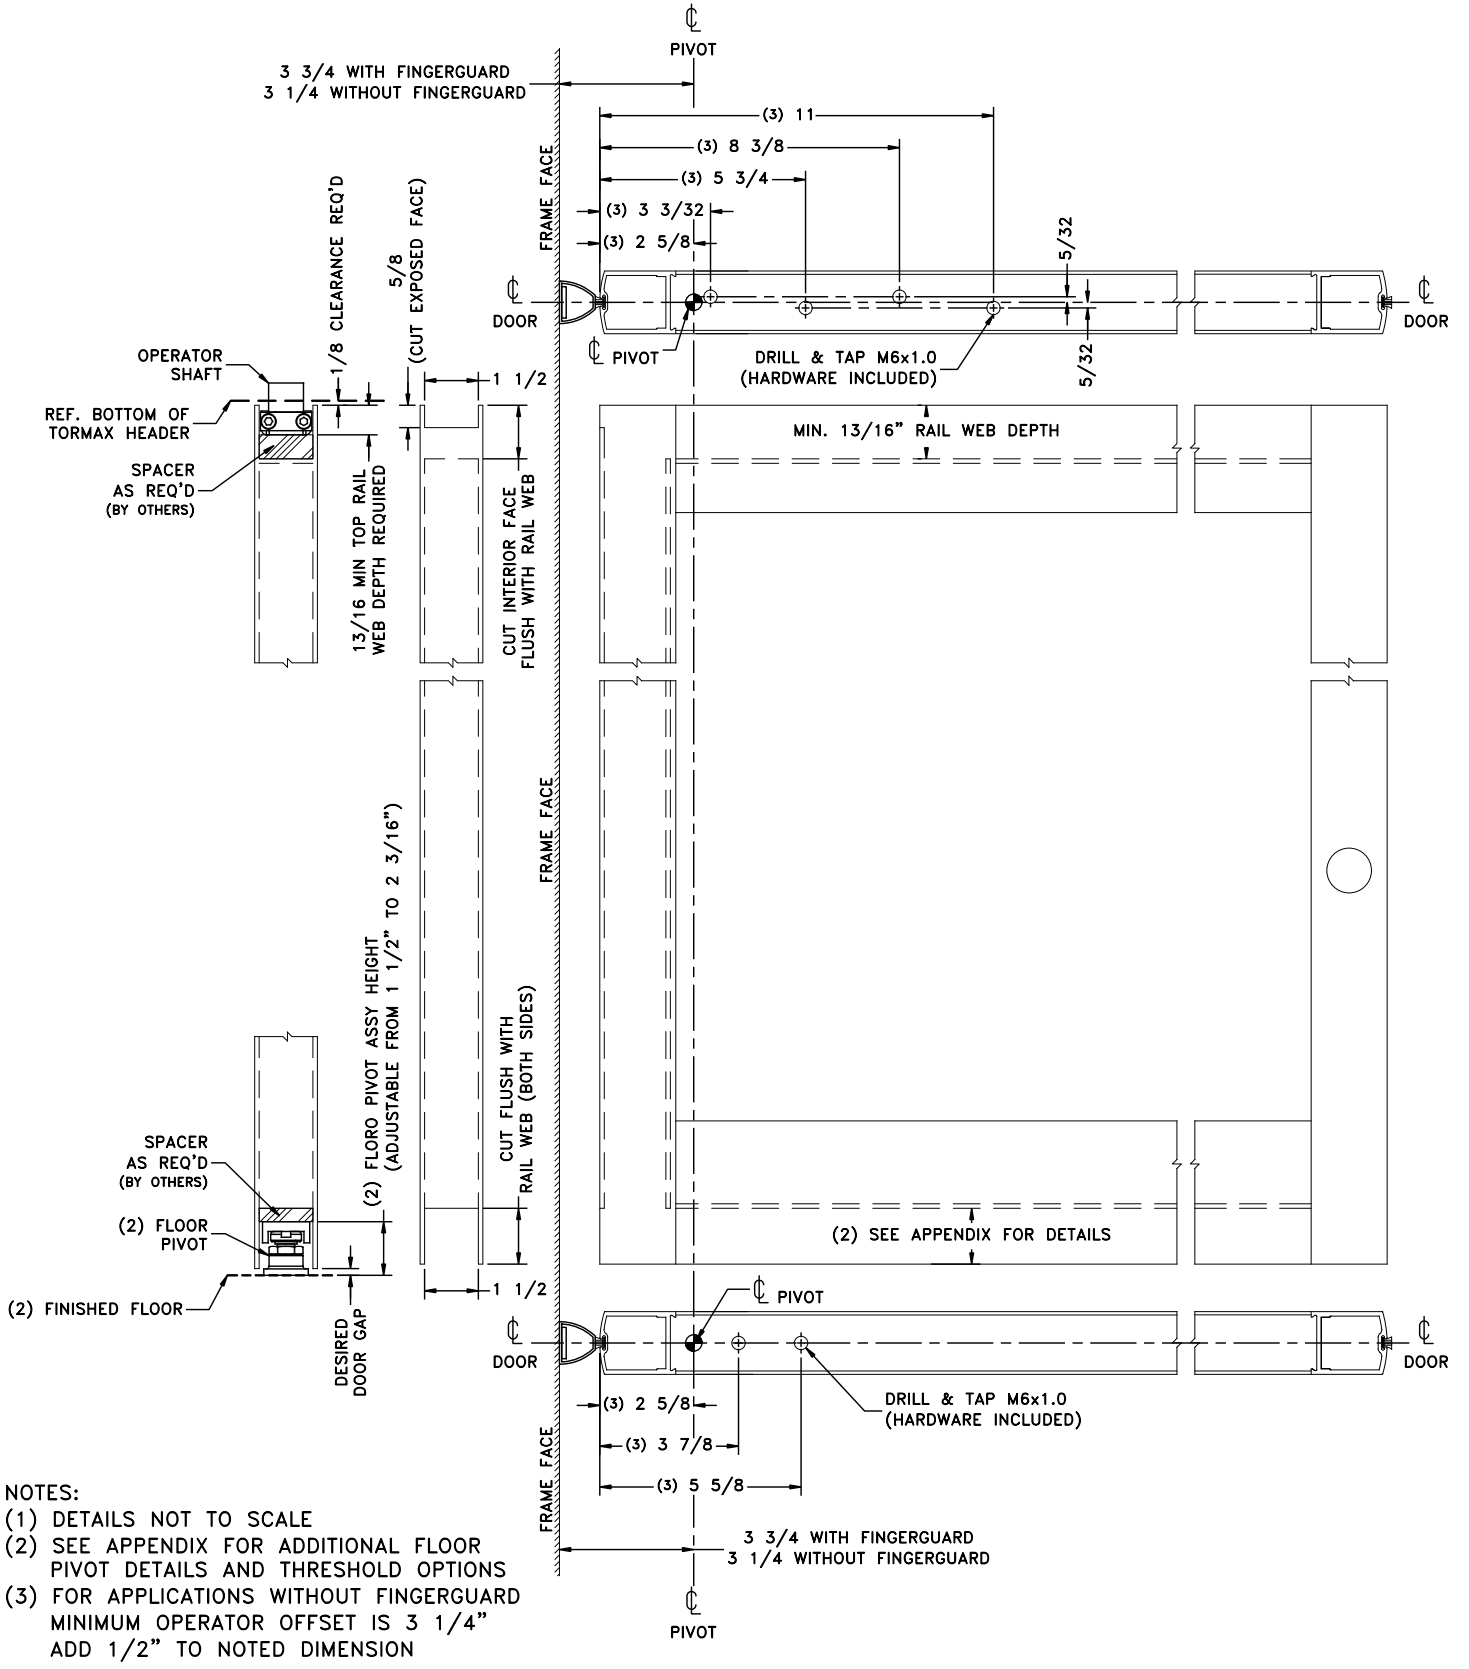 ℄
PIVOT
3 3/4 WITH FINGERGUARD
3 1/4 WITHOUT FINGERGUARD
(3) 11
(3) 8 3/8
(3) 5 3/4
(3) 3 3/32
(3) 2 5/8
FRAME FACE
5/32
5/32
℄
DOOR
℄
DOOR
℄ PIVOT
DRILL & TAP M6x1.0
(HARDWARE INCLUDED)
1/8 CLEARANCE REQ'D
5/8
(CUT EXPOSED FACE)
1 1/2
OPERATOR
SHAFT
REF. BOTTOM OF
TORMAX HEADER
SPACER
AS REQ'D
(BY OTHERS)
13/16 MIN TOP RAIL
WEB DEPTH REQUIRED
CUT INTERIOR FACE
FLUSH WITH RAIL WEB
MIN. 13/16" RAIL WEB DEPTH
FRAME FACE
(2) FLORO PIVOT ASSY HEIGHT
(ADJUSTABLE FROM 1 1/2" TO 2 3/16")
CUT FLUSH WITH
RAIL WEB (BOTH SIDES)
SPACER
AS REQ'D
(BY OTHERS)
(2) FLOOR
PIVOT
(2) FINISHED FLOOR
DESIRED
DOOR GAP
1 1/2
(2) SEE APPENDIX FOR DETAILS
℄ PIVOT
℄
DOOR
℄
DOOR
DRILL & TAP M6x1.0
(HARDWARE INCLUDED)
(3) 2 5/8
(3) 3 7/8
(3) 5 5/8
FRAME FACE
3 3/4 WITH FINGERGUARD
3 1/4 WITHOUT FINGERGUARD
℄
PIVOT
NOTES:
(1) DETAILS NOT TO SCALE
(2) SEE APPENDIX FOR ADDITIONAL FLOOR
PIVOT DETAILS AND THRESHOLD OPTIONS
(3) FOR APPLICATIONS WITHOUT FINGERGUARD
MINIMUM OPERATOR OFFSET IS 3 1/4"
ADD 1/2" TO NOTED DIMENSION